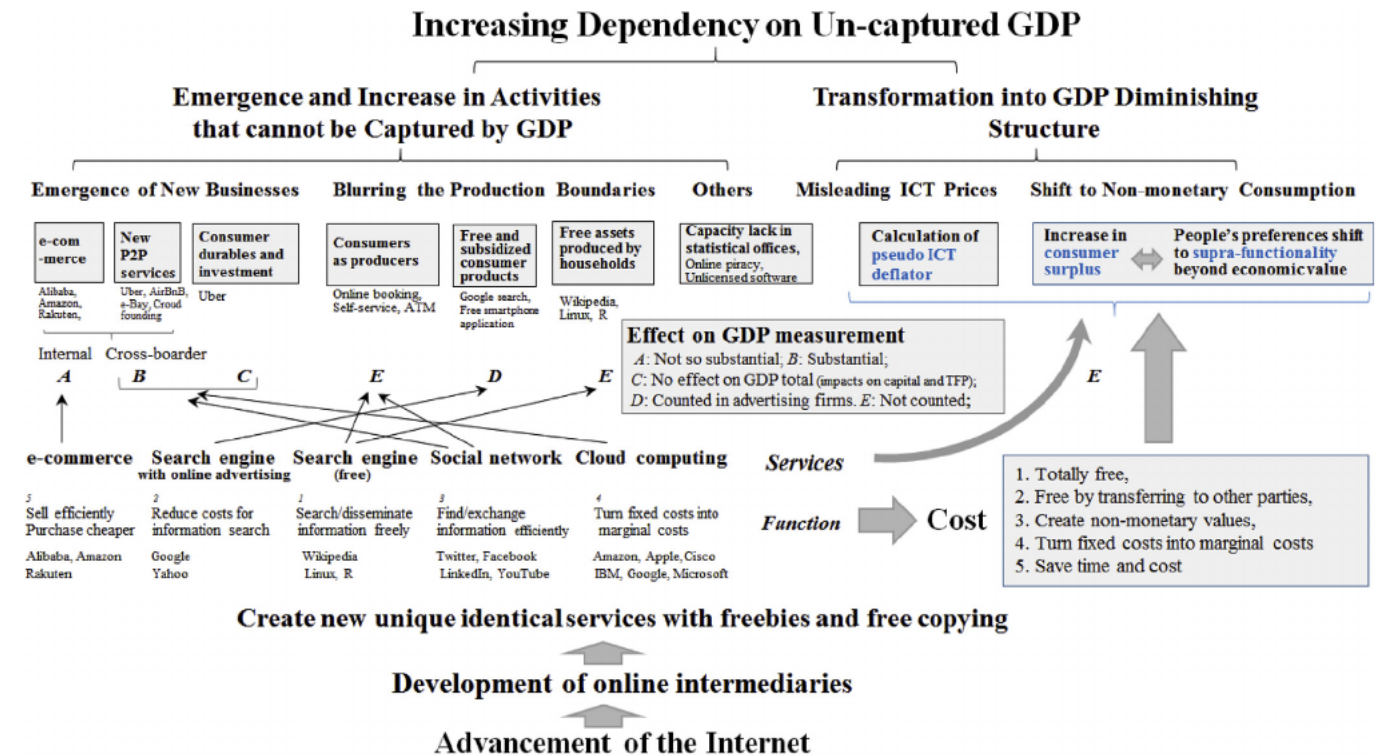 Increasing Dependency on Un-captured GDP
Emergence and Increase in Activities
that cannot be Captured by GDP
Transformation into GDP Diminishing
Structure
Emergence of New Businesses
Blurring the Production Boundaries
Others
Misleading ICT Prices
Shift to Non-monetary Consumption
e-com
-merce
New
P2P
services
Consumer
durables and
investment
Consumers
as producers
Free and
subsidized
consumer
products
Free assets
produced by
households
Capacity lack in
statistical offices,
Online piracy,
Unlicensed software
Calculation of
pseudo ICT
deflator
Increase in
consumer
surplus
People's preferences shift
to supra-functionality
beyond economic value
Alibaba,
Amazon,
Rakuten,
Uber, AirBnB,
e-Bay, Croud
founding
Uber
Online booking,
Self-service, ATM
Google search,
Free smartphone
application
Wikipedia,
Linux, R
Internal
Cross-boarder
A
B
C
E
D
E
Effect on GDP measurement
A: Not so substantial; B: Substantial;
C: No effect on GDP total (impacts on capital and TFP);
D: Counted in advertising firms. E: Not counted;
E
e-commerce
Search engine
with online advertising
Search engine
(free)
Social network
Cloud computing
Services
5
Sell efficiently
Purchase cheaper
2
Reduce costs for
information search
1
Search/disseminate
information freely
3
Find/exchange
information efficiently
4
Turn fixed costs into
marginal costs
Function
Cost
1. Totally free,
2. Free by transferring to other parties,
3. Create non-monetary values,
4. Turn fixed costs into marginal costs
5. Save time and cost
Alibaba, Amazon
Rakuten
Google
Yahoo
Wikipedia
Linux, R
Twitter, Facebook
LinkedIn, YouTube
Amazon, Apple, Cisco
IBM, Google, Microsoft
Create new unique identical services with freebies and free copying
Development of online intermediaries
Advancement of the Internet